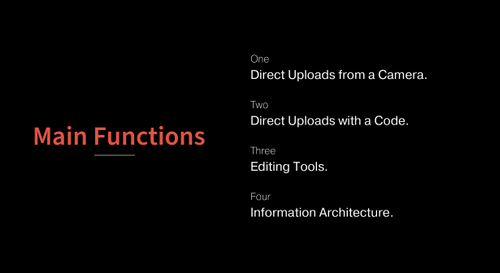 Main Functions
One
Direct Uploads from a Camera.
Two
Direct Uploads with a Code.
Three
Editing Tools.
Four
Information Architecture.